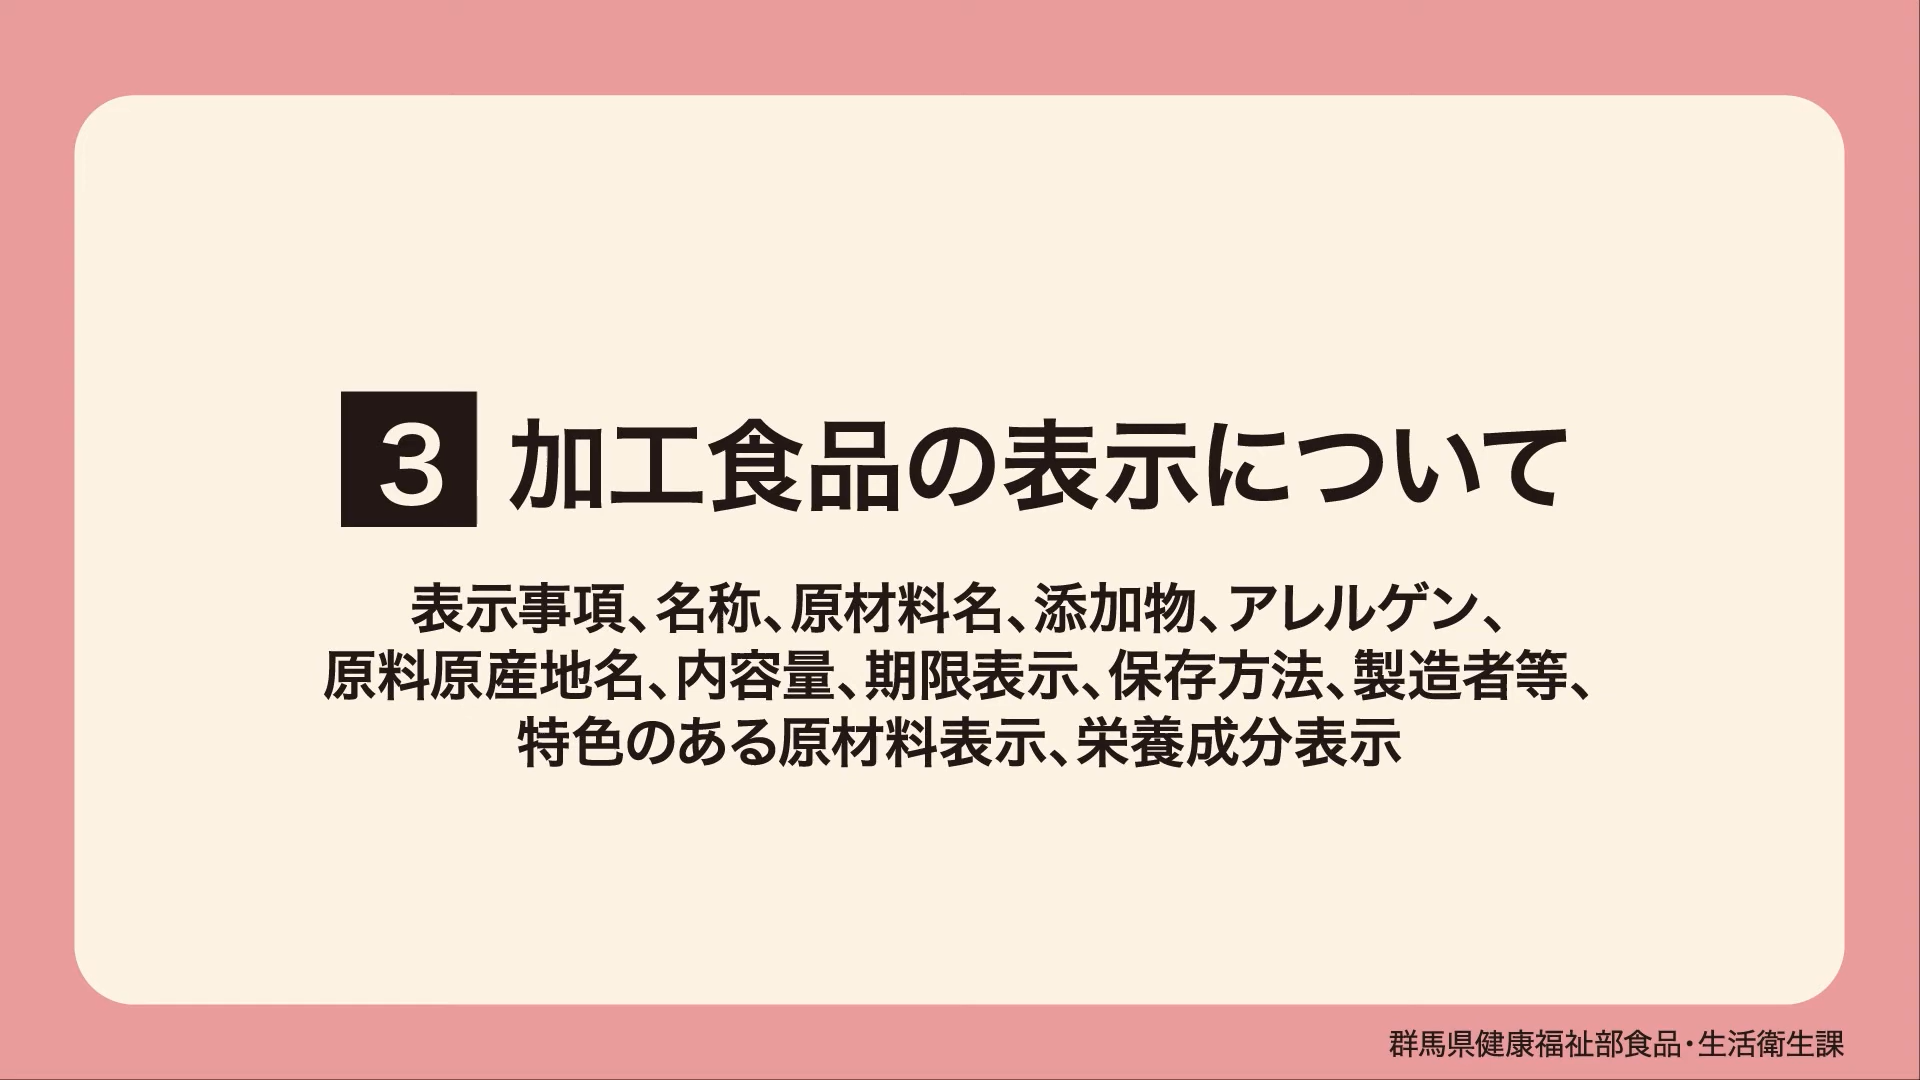 3 加工食品の表示について
表示事項、名称、原材料名、添加物、アレルゲン、
原料原産地名、内容量、期限表示、保存方法、製造者等、
特色のある原材料表示、栄養成分表示
群馬県健康福祉部食品・生活衛生課